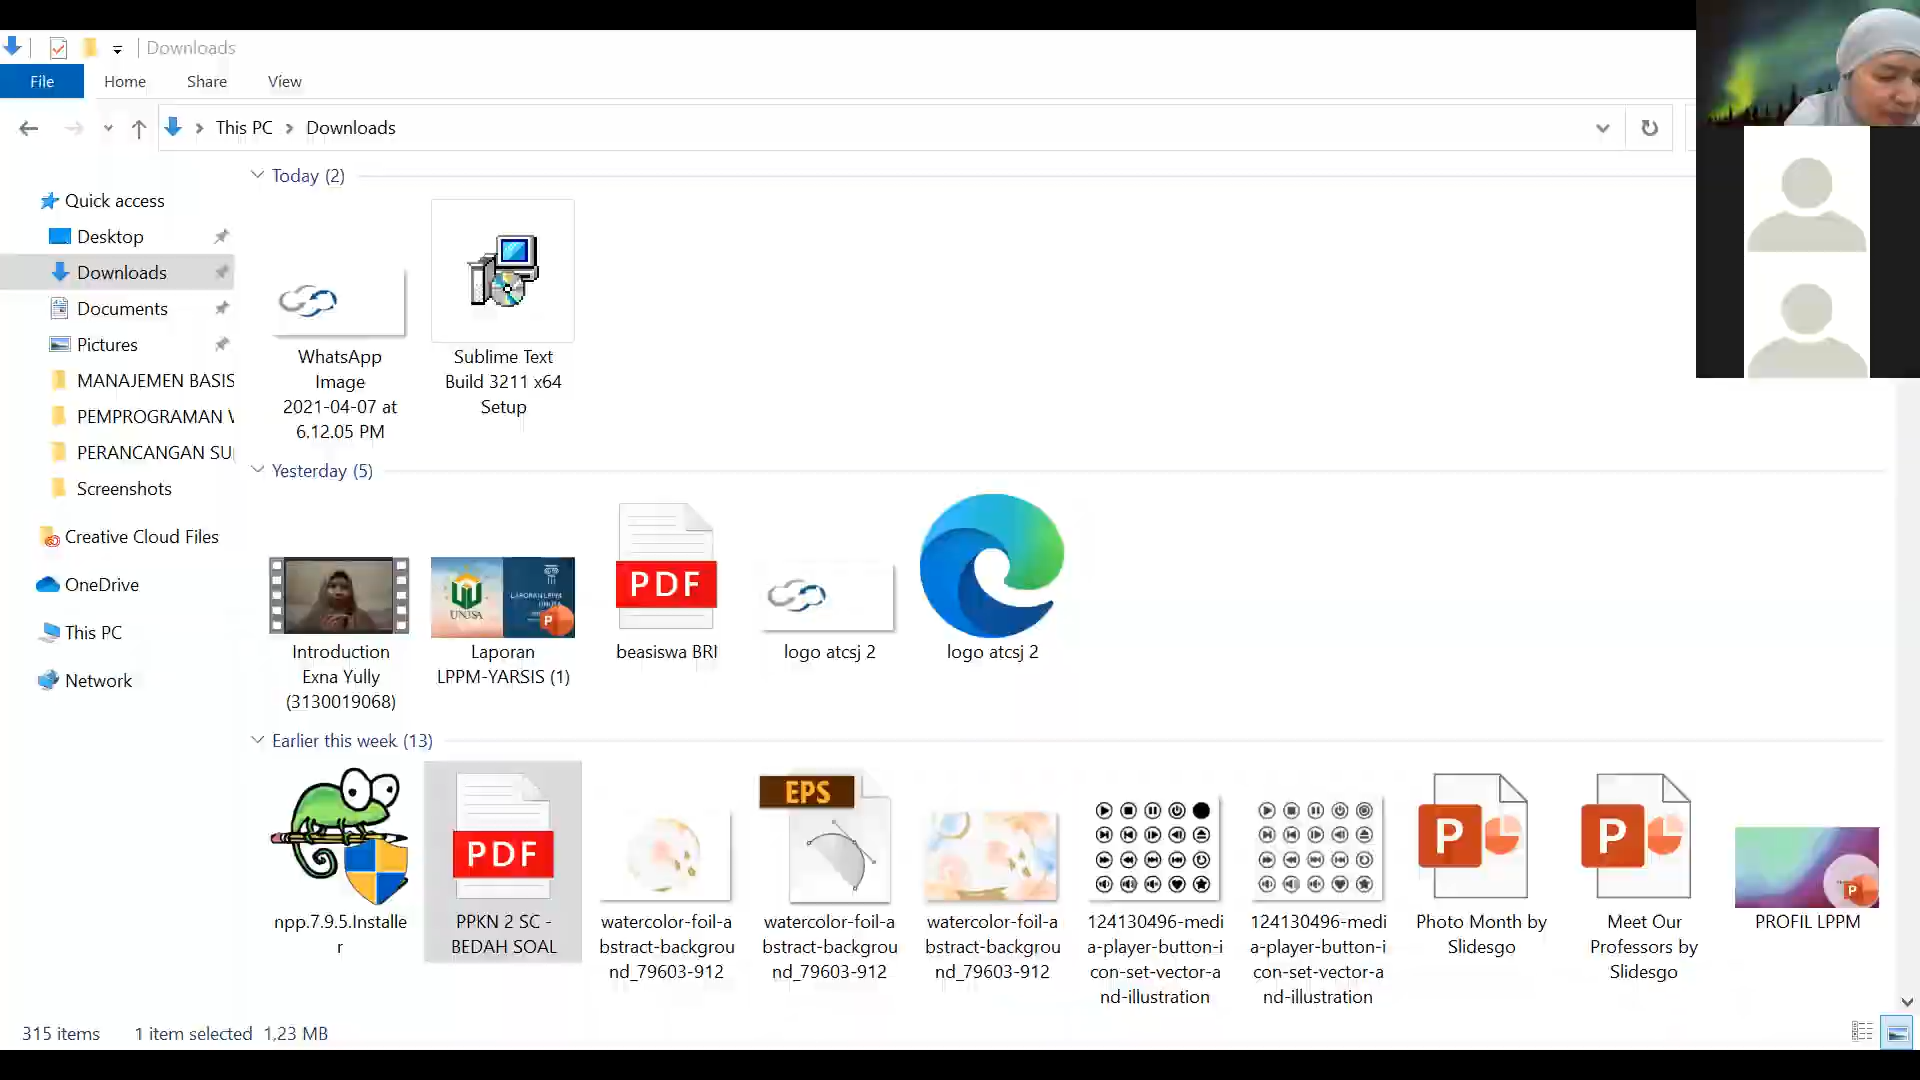 Downloads
File Home Share View
This PC Downloads
Today (2)
Quick access
Desktop
Downloads
Documents
Pictures
MANAJEMEN BASIS
PEMPROGRAMAN
PERANCANGAN
Screenshots
Creative Cloud Files
OneDrive
This PC
Network
WhatsApp
Image
2021-04-07 at
6.12.05 PM
Sublime Text
Build 3211 x64
Setup
Yesterday (5)
UNUSA
LAPORAN LPPM
PDF
Introduction
Exna Yully
(3130019068)
Laporan
LPPM-YARSIS (1)
beasiswa BRI
logo atcsj 2
logo atcsj 2
Earlier this week (13)
PDF
EPS
npp.7.9.5.Installe
r
PPKN 2 SC -
BEDAH SOAL
watercolor-foil-a
bstract-backgrou
nd_79603-912
watercolor-foil-a
bstract-backgrou
nd_79603-912
watercolor-foil-a
bstract-backgrou
nd_79603-912
124130496-medi
a-player-button-i
con-set-vector-a
nd-illustration
124130496-medi
a-player-button-i
con-set-vector-a
nd-illustration
Photo Month by
Slidesgo
Meet Our
Professors by
Slidesgo
PROFIL LPPM
315 items 1 item selected 1,23 MB